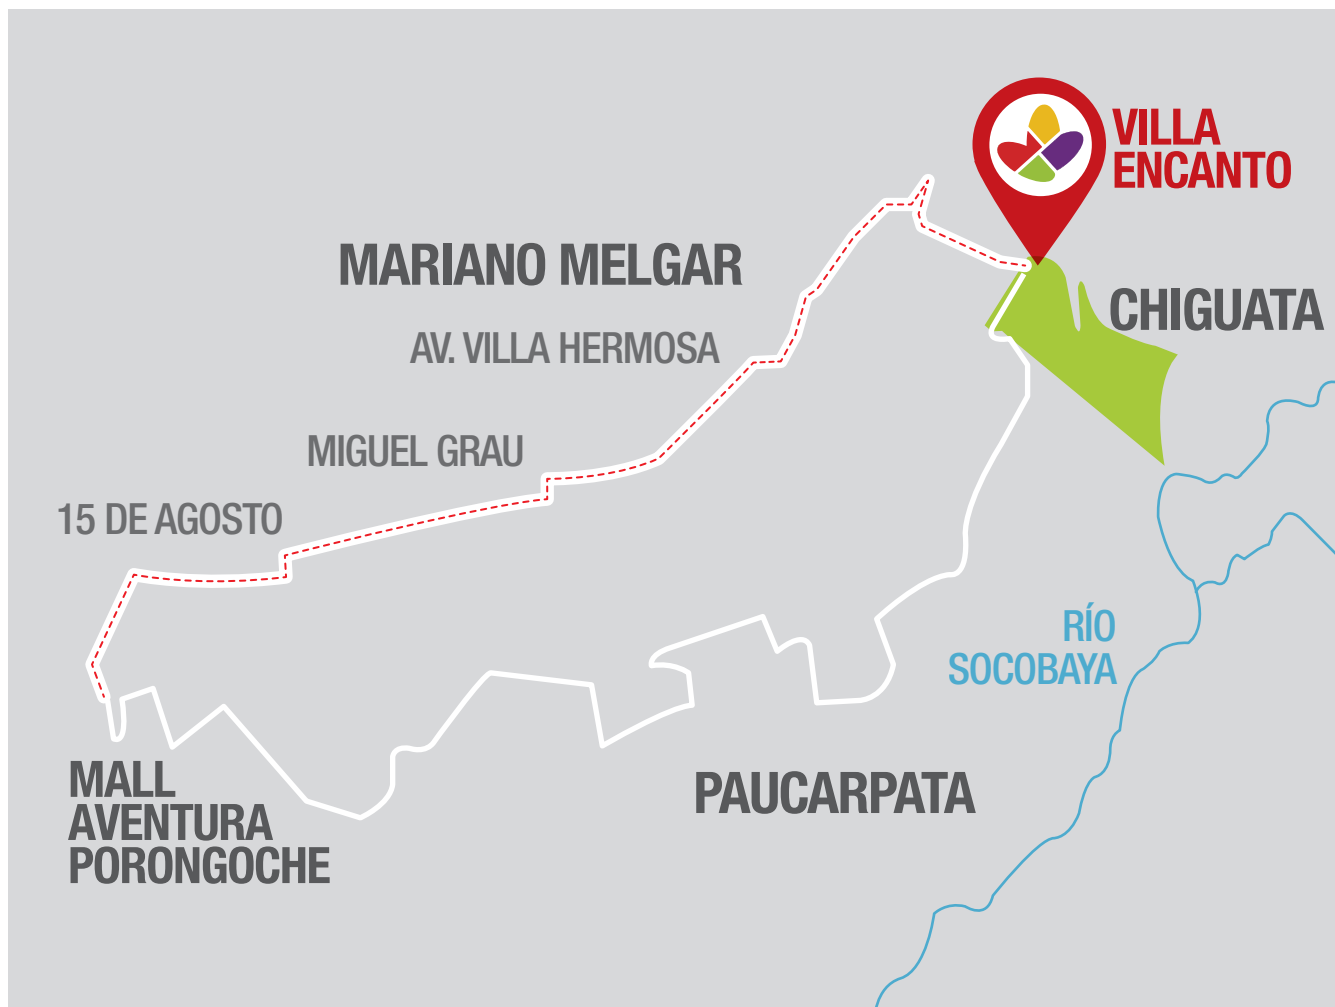 VILLA
ENCANTO
MARIANO MELGAR
CHIGUATA
AV. VILLA HERMOSA
MIGUEL GRAU
15 DE AGOSTO
RÍO
SOCOBAYA
MALL
AVENTURA
PORONGOCHE
PAUCARPATA